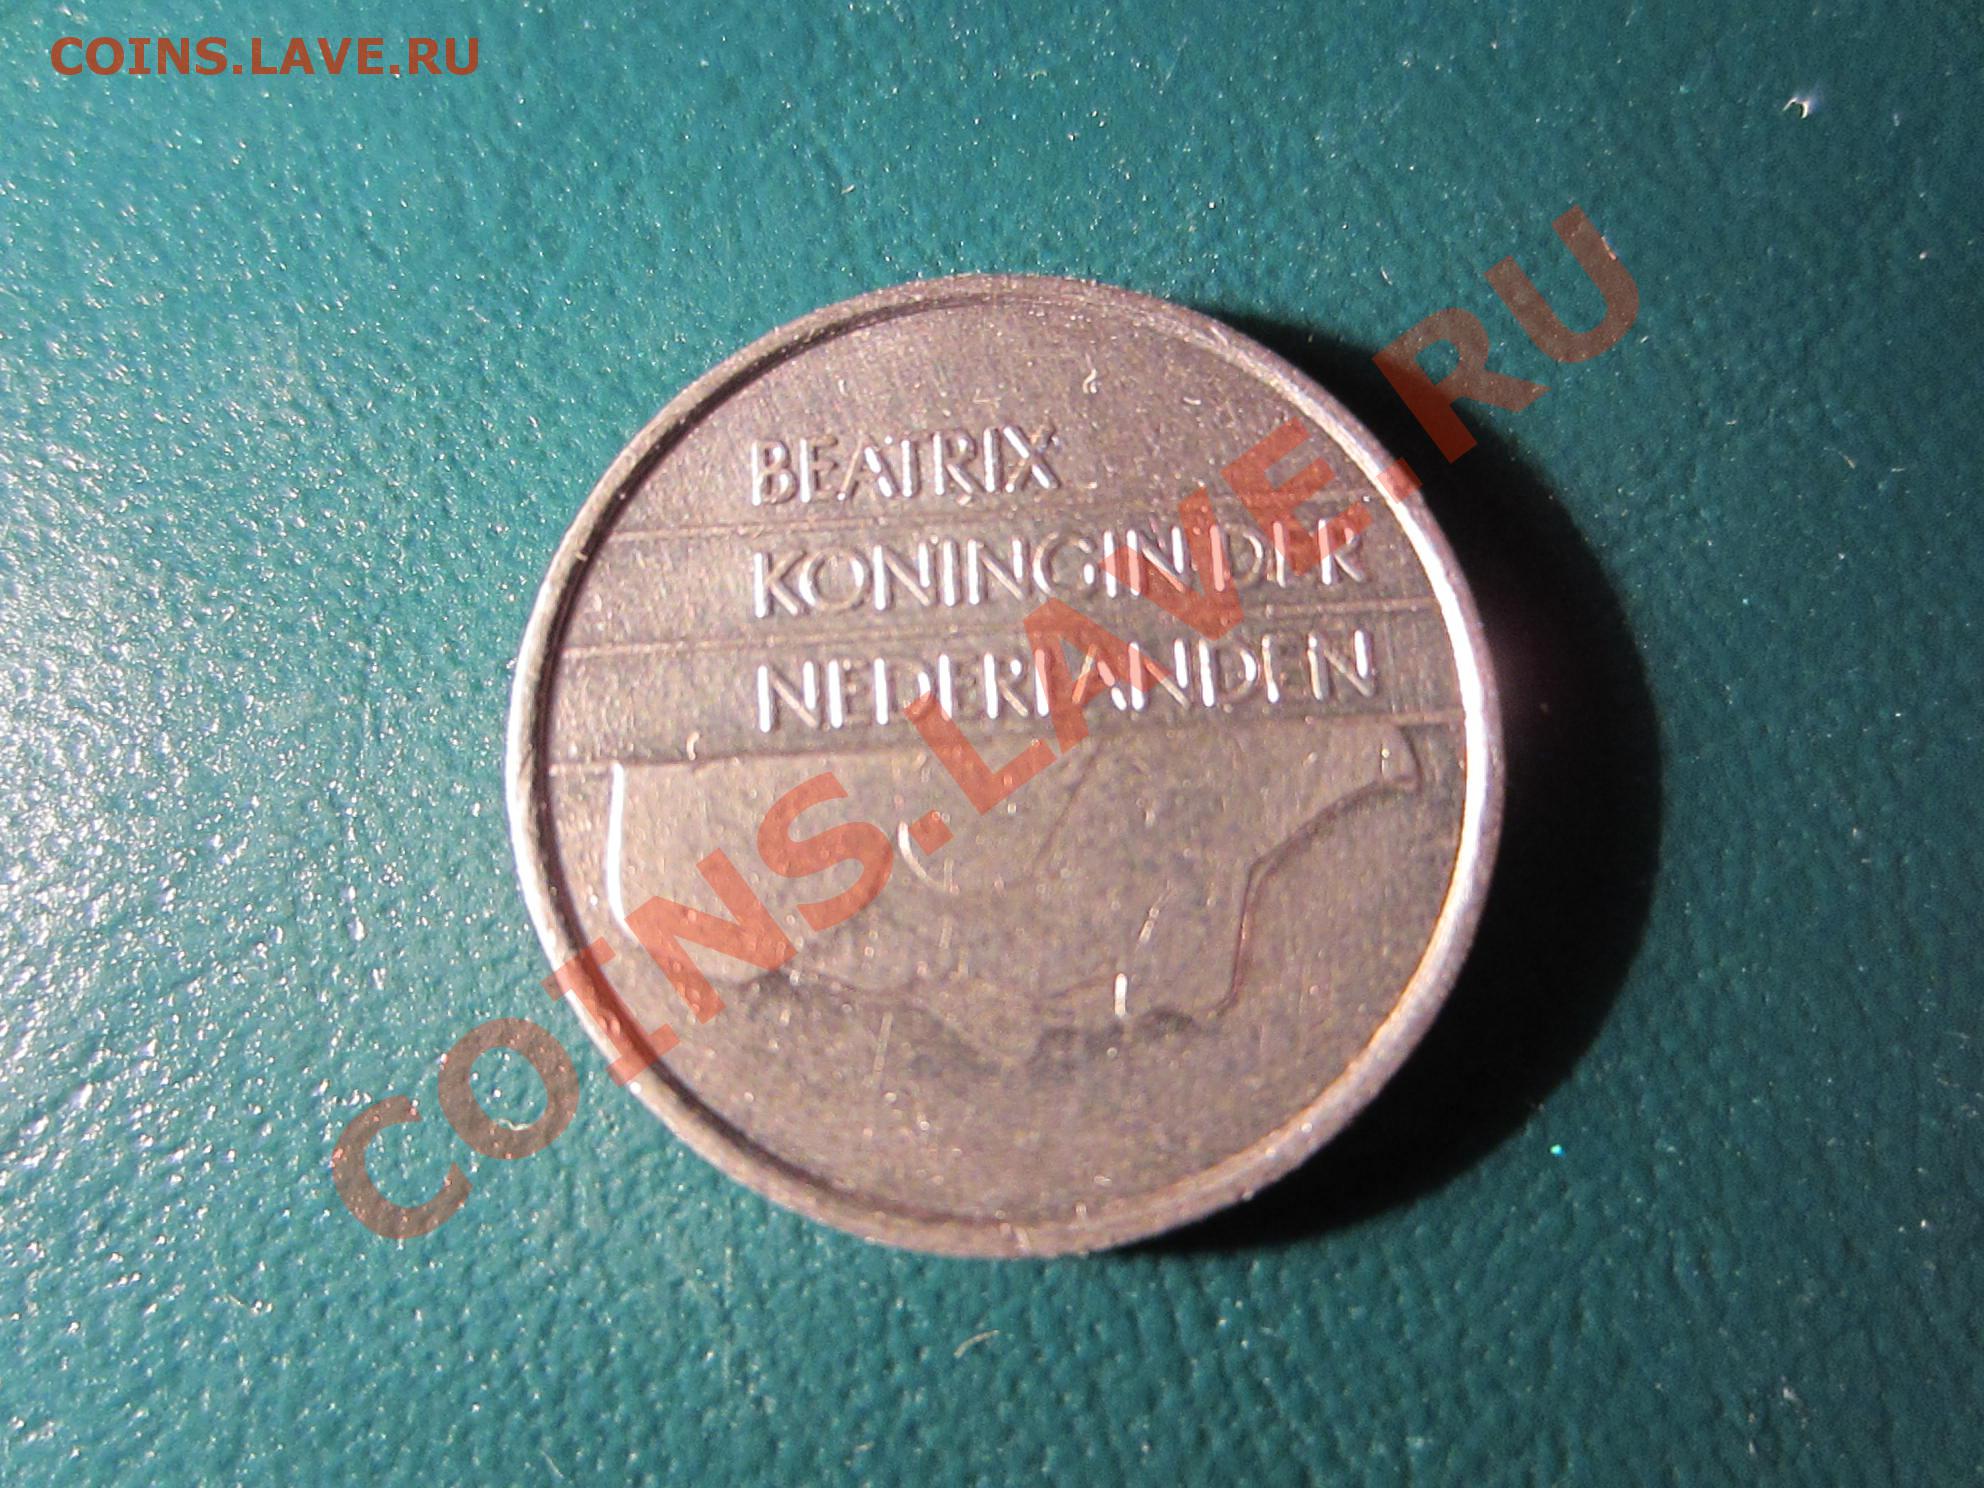 COINS.LAVE.RU
BEATRIX
KONINGIN DER
NEDERLANDEN
COINS.LAVE.RU